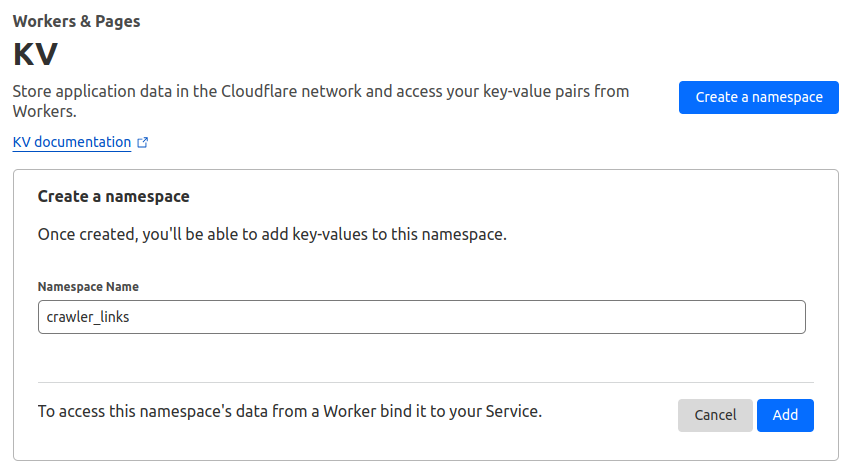 Workers & Pages
KV
Store application data in the Cloudflare network and access your key-value pairs from
Workers.
Create a namespace
KV documentation
Create a namespace
Once created, you'll be able to add key-values to this namespace.
Namespace Name
crawler_links
To access this namespace's data from a Worker bind it to your Service.
Cancel
Add